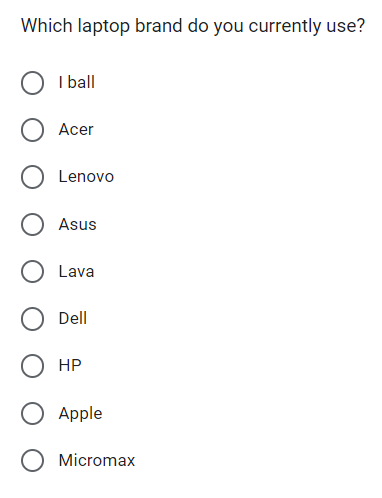 Which laptop brand do you currently use?
I ball
Acer
Lenovo
Asus
Lava
Dell
HP
Apple
Micromax